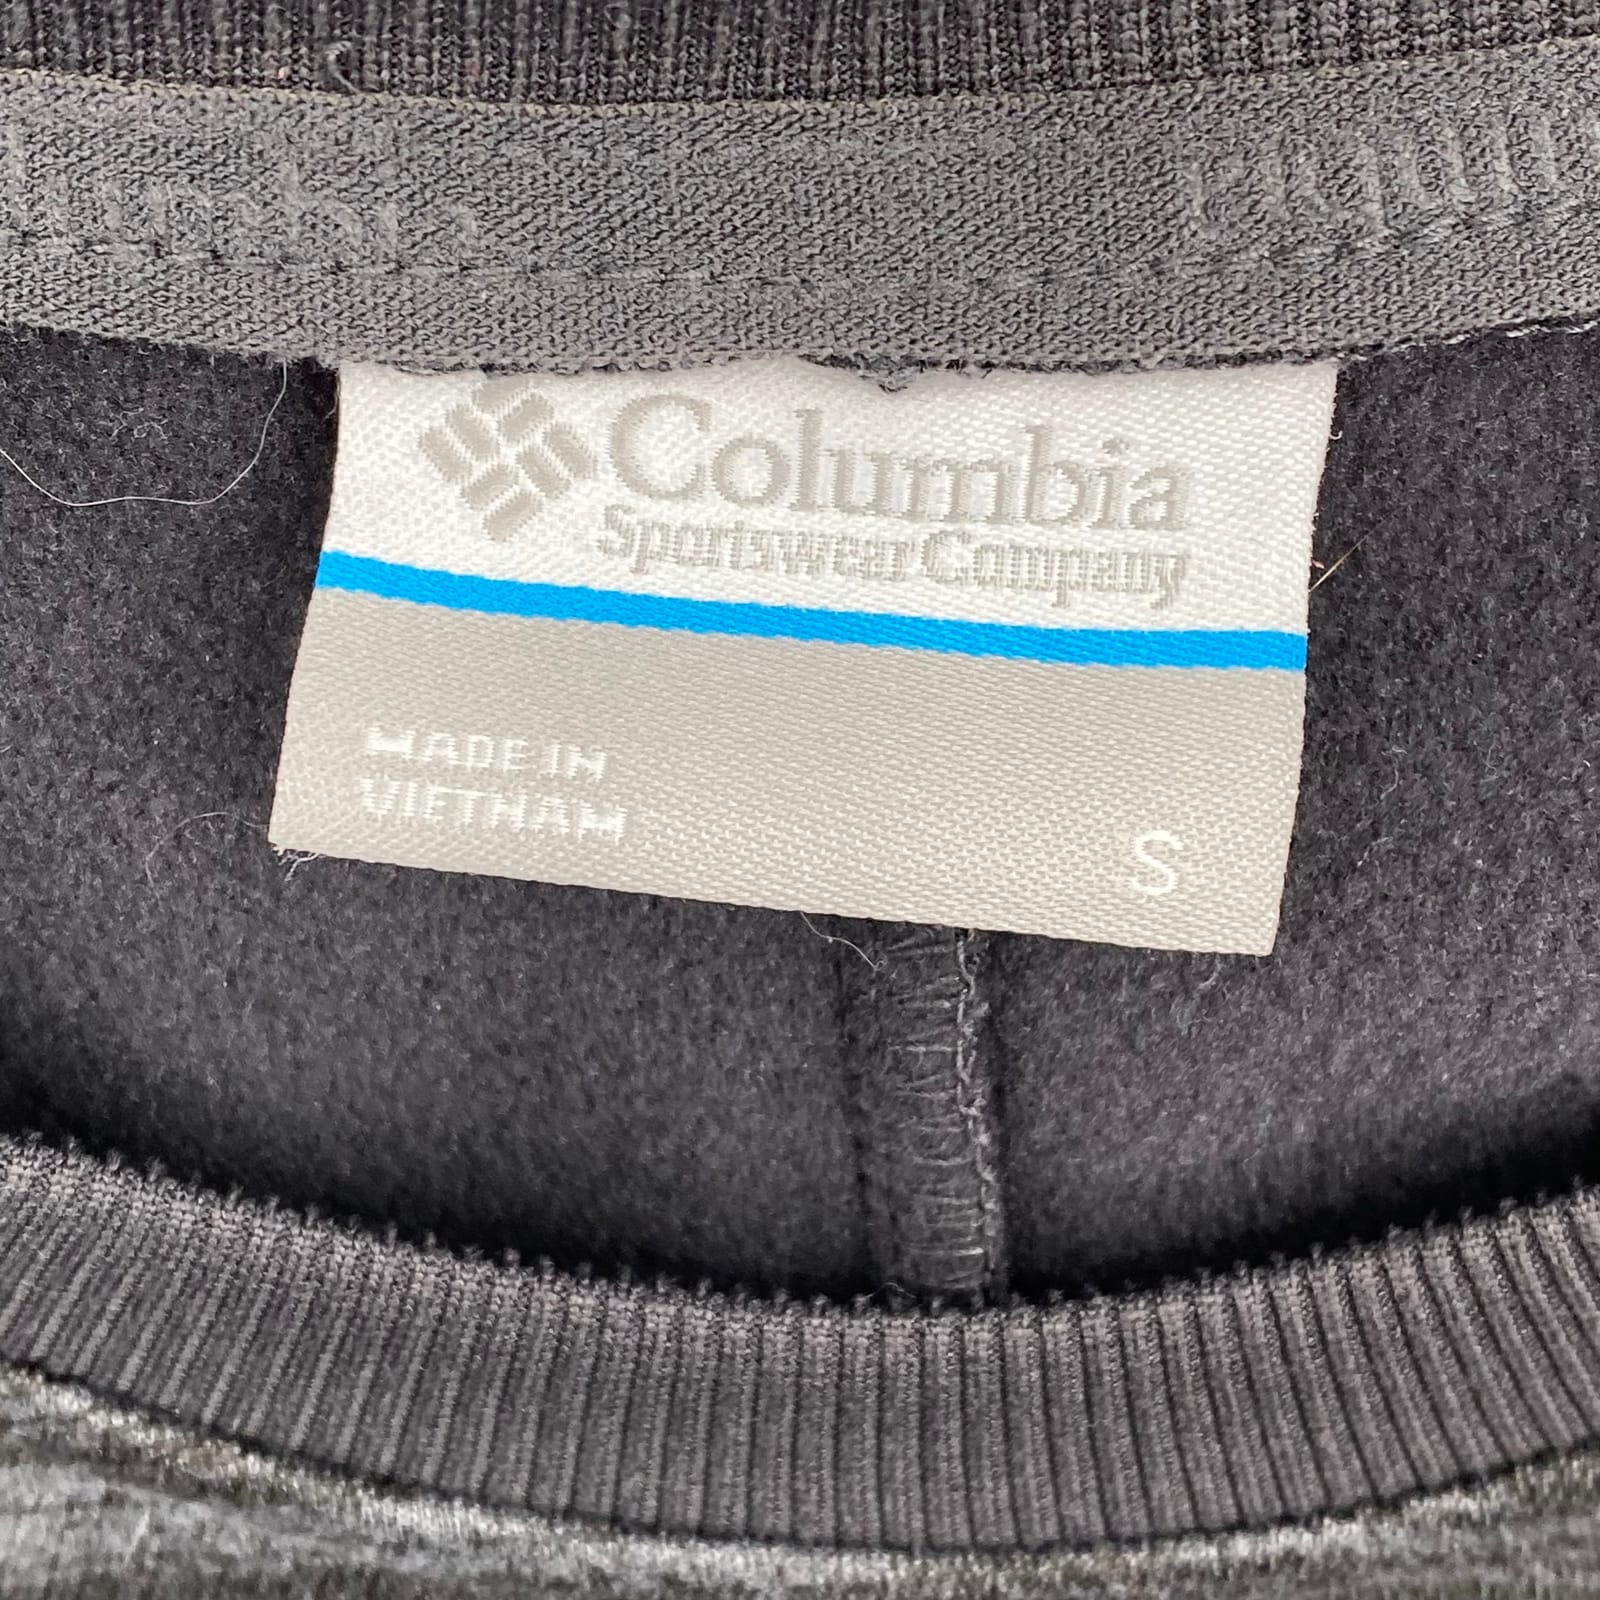 Columbia
Sportswear Company
MADE IN
VIETNAM
S